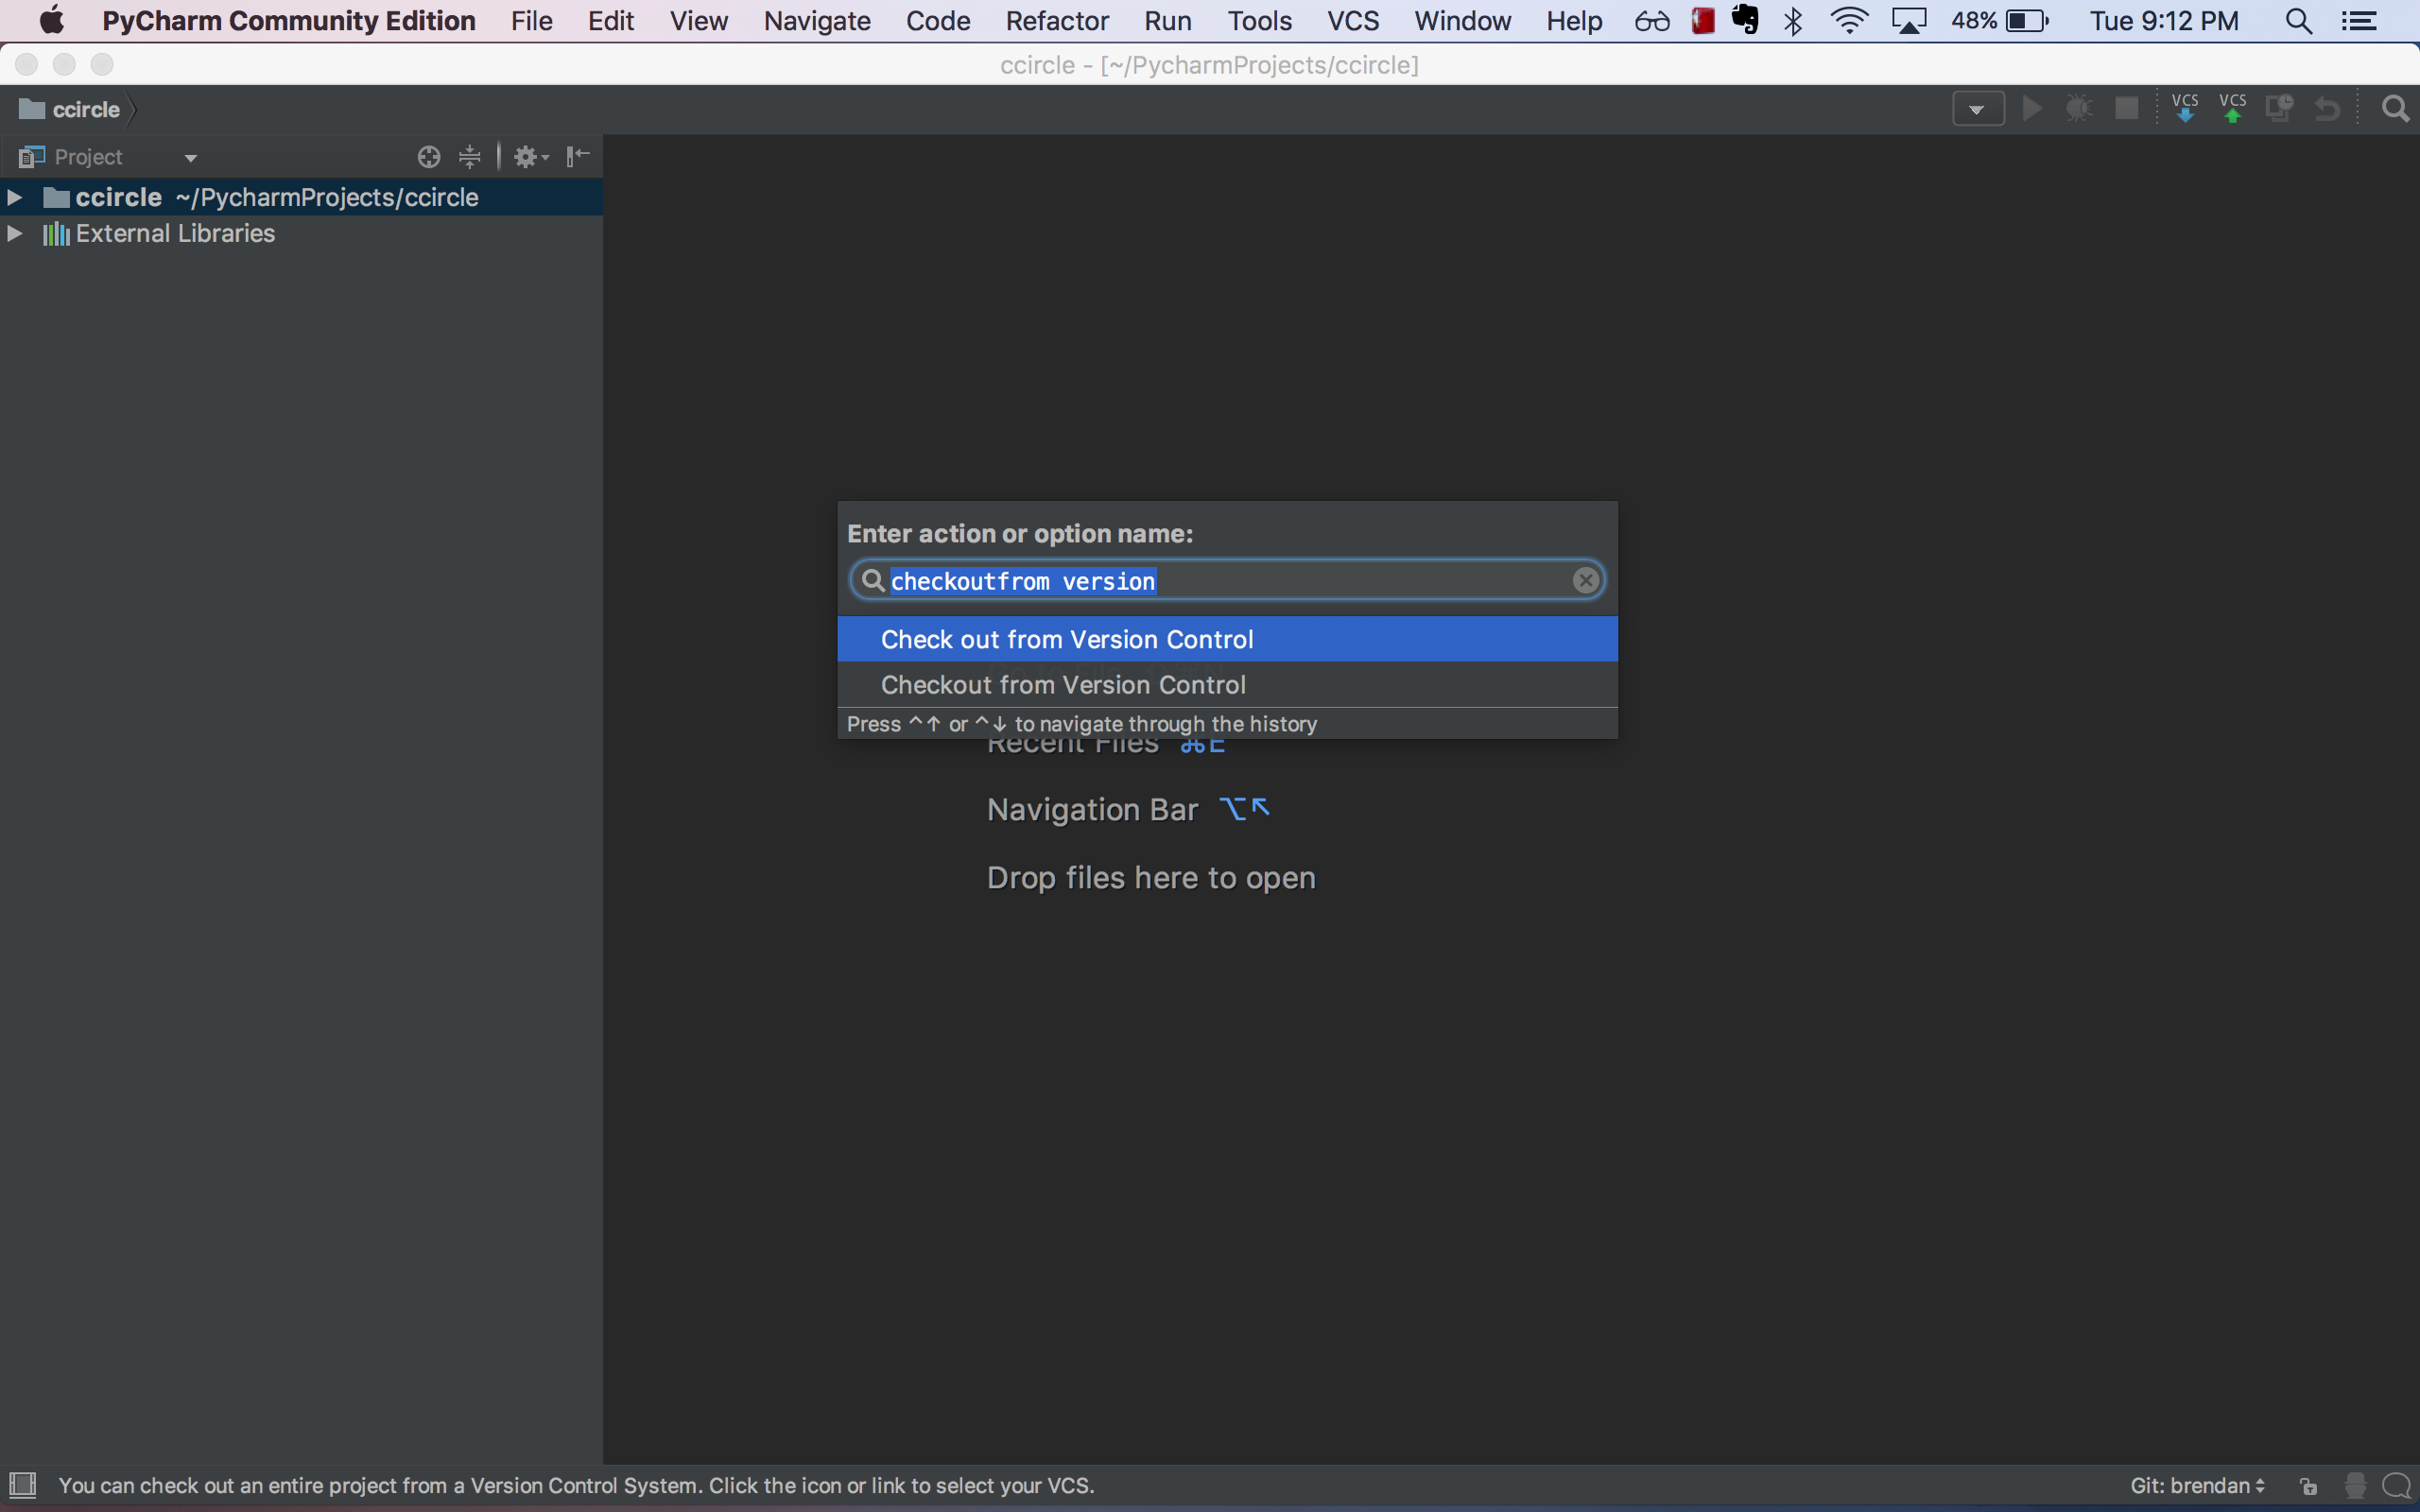 PyCharm Community Edition File Edit View Navigate Code Refactor Run Tools VCS Window Help 48% Tue 9:12 PM
ccircle - [~/PycharmProjects/ccircle]
ccircle VCS VCS
Project
ccircle ~/PycharmProjects/ccircle
External Libraries
Enter action or option name:
checkoutfrom version
Check out from Version Control
Checkout from Version Control
Press ^↑ or ^↓ to navigate through the history
Recent Files ⌘E
Navigation Bar ⌥↖
Drop files here to open
You can check out an entire project from a Version Control System. Click the icon or link to select your VCS. Git: brendan